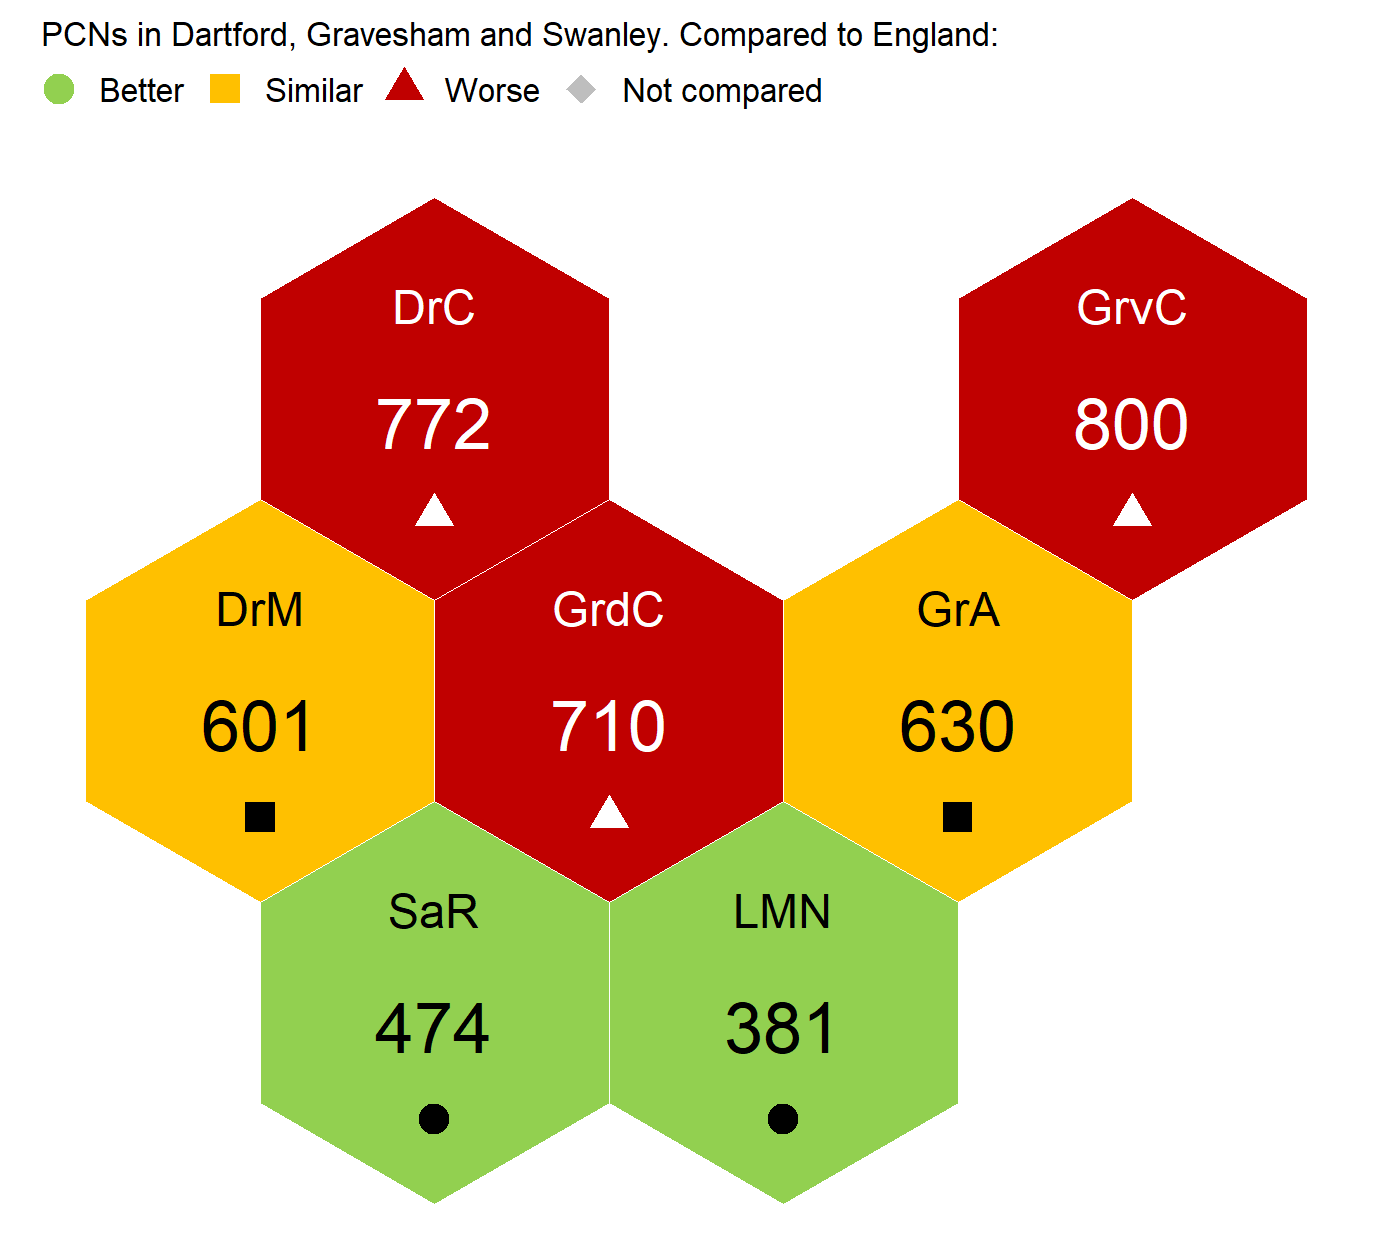 PCNs in Dartford, Gravesham and Swanley. Compared to England:
Better Similar Worse Not compared
DrC
772
GrvC
800
DrM
601
GrdC
710
GrA
630
SaR
474
LMN
381